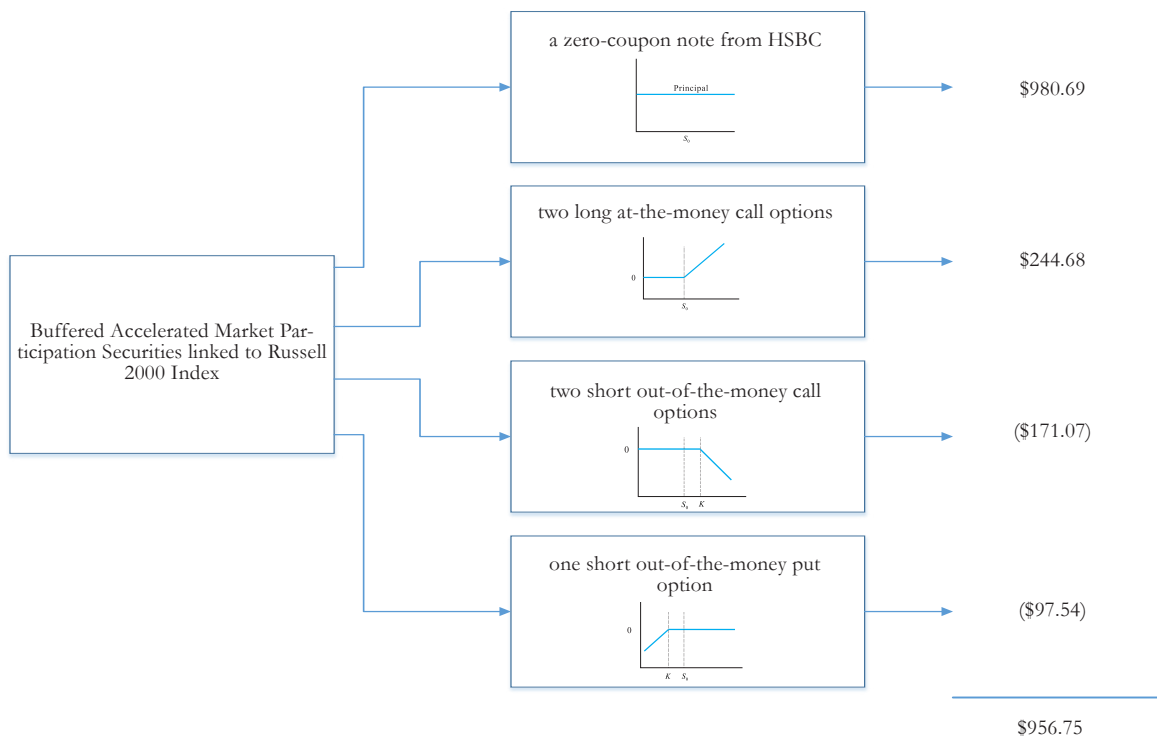 a zero-coupon note from HSBC
Principal
S₀
$980.69
two long at-the-money call options
0
S₀
$244.68
Buffered Accelerated Market Par-
ticipation Securities linked to Russell
2000 Index
two short out-of-the-money call
options
0
S₀ K
($171.07)
one short out-of-the-money put
option
0
K S₀
($97.54)
$956.75